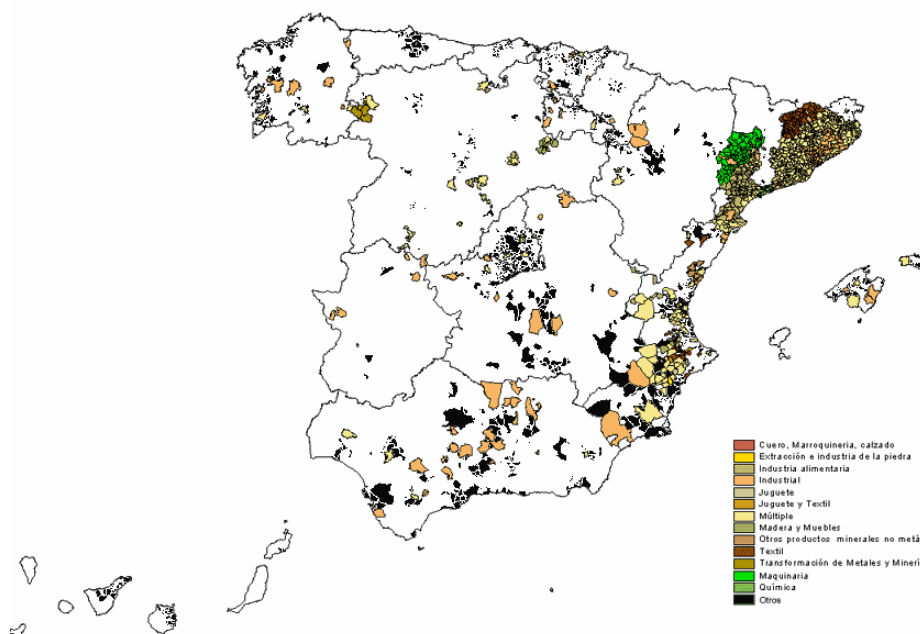 Cuero, Marroquineria, calzado
Extracción e industria de la piedra
Industria alimentaria
Industrial
Juguete
Juguete y Textil
Múltiple
Madera y Muebles
Otros productos minerales no metá
Textil
Transformación de Metales y Minerí
Maquinaria
Química
Otros